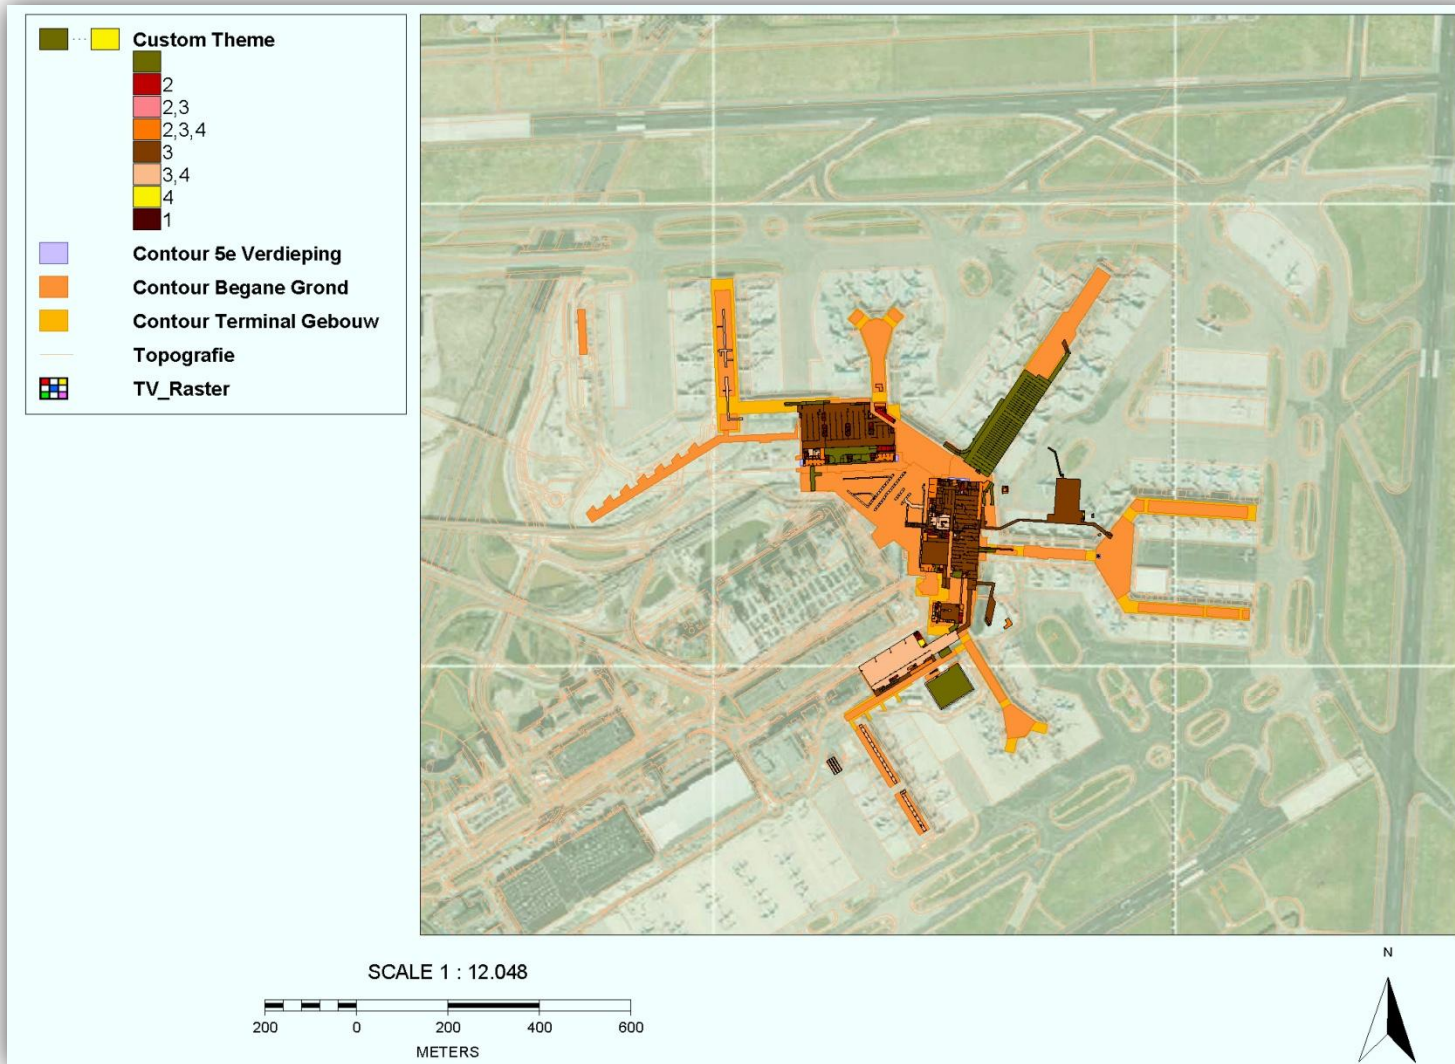 Custom Theme
2
2,3
2,3,4
3
3,4
4
1
Contour 5e Verdieping
Contour Begane Grond
Contour Terminal Gebouw
Topografie
TV_Raster
SCALE 1 : 12.048
200 0 200 400 600
METERS
N